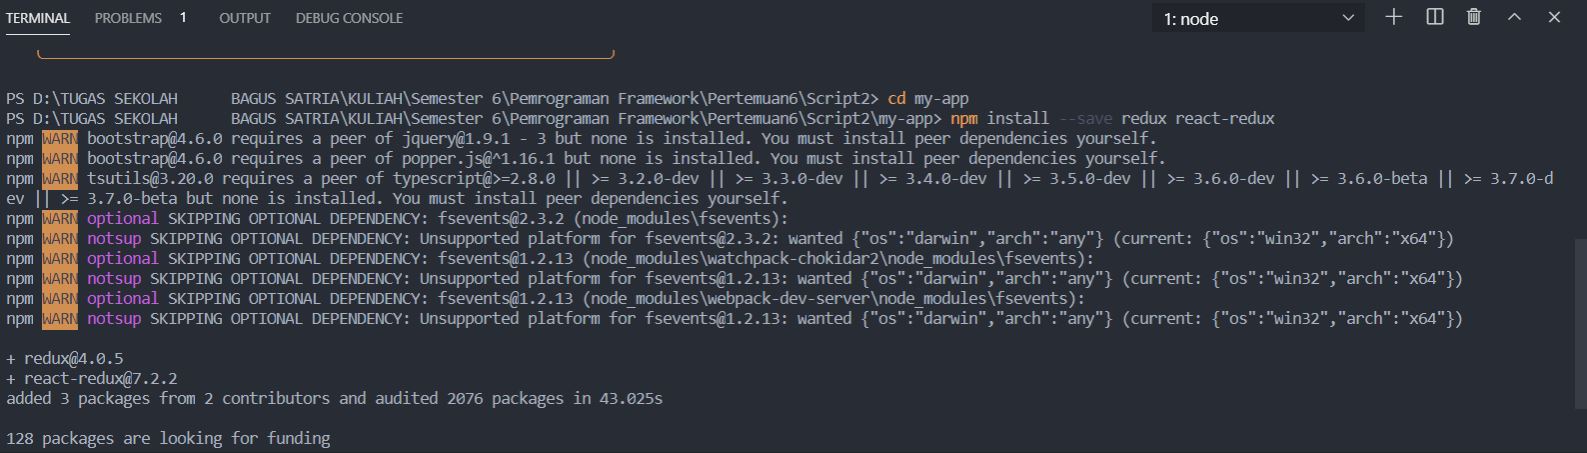 TERMINAL PROBLEMS 1 OUTPUT DEBUG CONSOLE 1: node
PS D:\TUGAS SEKOLAH      BAGUS SATRIA\KULIAH\Semester 6\Pemrograman Framework\Pertemuan6\Script2> cd my-app
PS D:\TUGAS SEKOLAH      BAGUS SATRIA\KULIAH\Semester 6\Pemrograman Framework\Pertemuan6\Script2\my-app> npm install --save redux react-redux
npm WARN bootstrap@4.6.0 requires a peer of jquery@1.9.1 - 3 but none is installed. You must install peer dependencies yourself.
npm WARN bootstrap@4.6.0 requires a peer of popper.js@^1.16.1 but none is installed. You must install peer dependencies yourself.
npm WARN tsutils@3.20.0 requires a peer of typescript@>=2.8.0 || >= 3.2.0-dev || >= 3.3.0-dev || >= 3.4.0-dev || >= 3.5.0-dev || >= 3.6.0-dev || >= 3.6.0-beta || >= 3.7.0-d
ev || >= 3.7.0-beta but none is installed. You must install peer dependencies yourself.
npm WARN optional SKIPPING OPTIONAL DEPENDENCY: fsevents@2.3.2 (node_modules\fsevents):
npm WARN notsup SKIPPING OPTIONAL DEPENDENCY: Unsupported platform for fsevents@2.3.2: wanted {"os":"darwin","arch":"any"} (current: {"os":"win32","arch":"x64"})
npm WARN optional SKIPPING OPTIONAL DEPENDENCY: fsevents@1.2.13 (node_modules\watchpack-chokidar2\node_modules\fsevents):
npm WARN notsup SKIPPING OPTIONAL DEPENDENCY: Unsupported platform for fsevents@1.2.13: wanted {"os":"darwin","arch":"any"} (current: {"os":"win32","arch":"x64"})
npm WARN optional SKIPPING OPTIONAL DEPENDENCY: fsevents@1.2.13 (node_modules\webpack-dev-server\node_modules\fsevents):
npm WARN notsup SKIPPING OPTIONAL DEPENDENCY: Unsupported platform for fsevents@1.2.13: wanted {"os":"darwin","arch":"any"} (current: {"os":"win32","arch":"x64"})
+ redux@4.0.5
+ react-redux@7.2.2
added 3 packages from 2 contributors and audited 2076 packages in 43.025s
128 packages are looking for funding